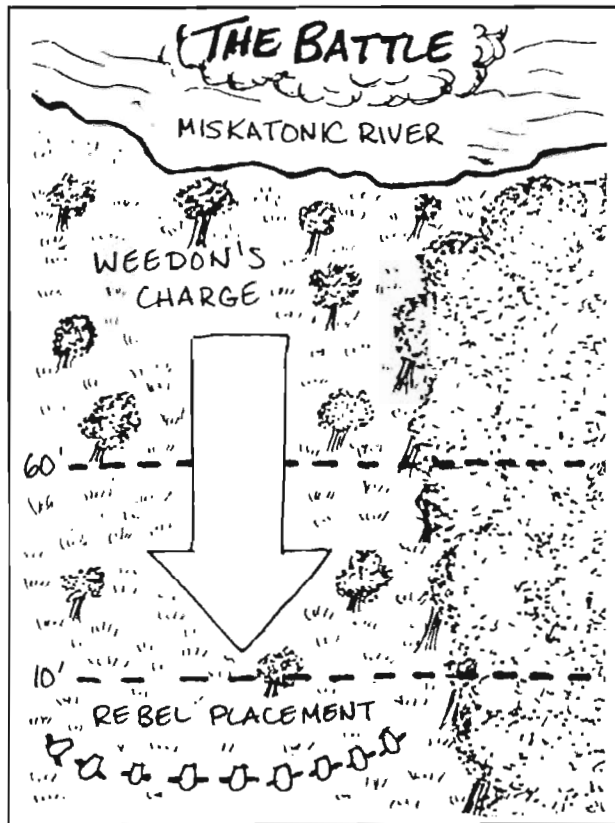 THE BATTLE
MISKATONIC RIVER
WEEDON'S
CHARGE
60'
10'
REBEL PLACEMENT